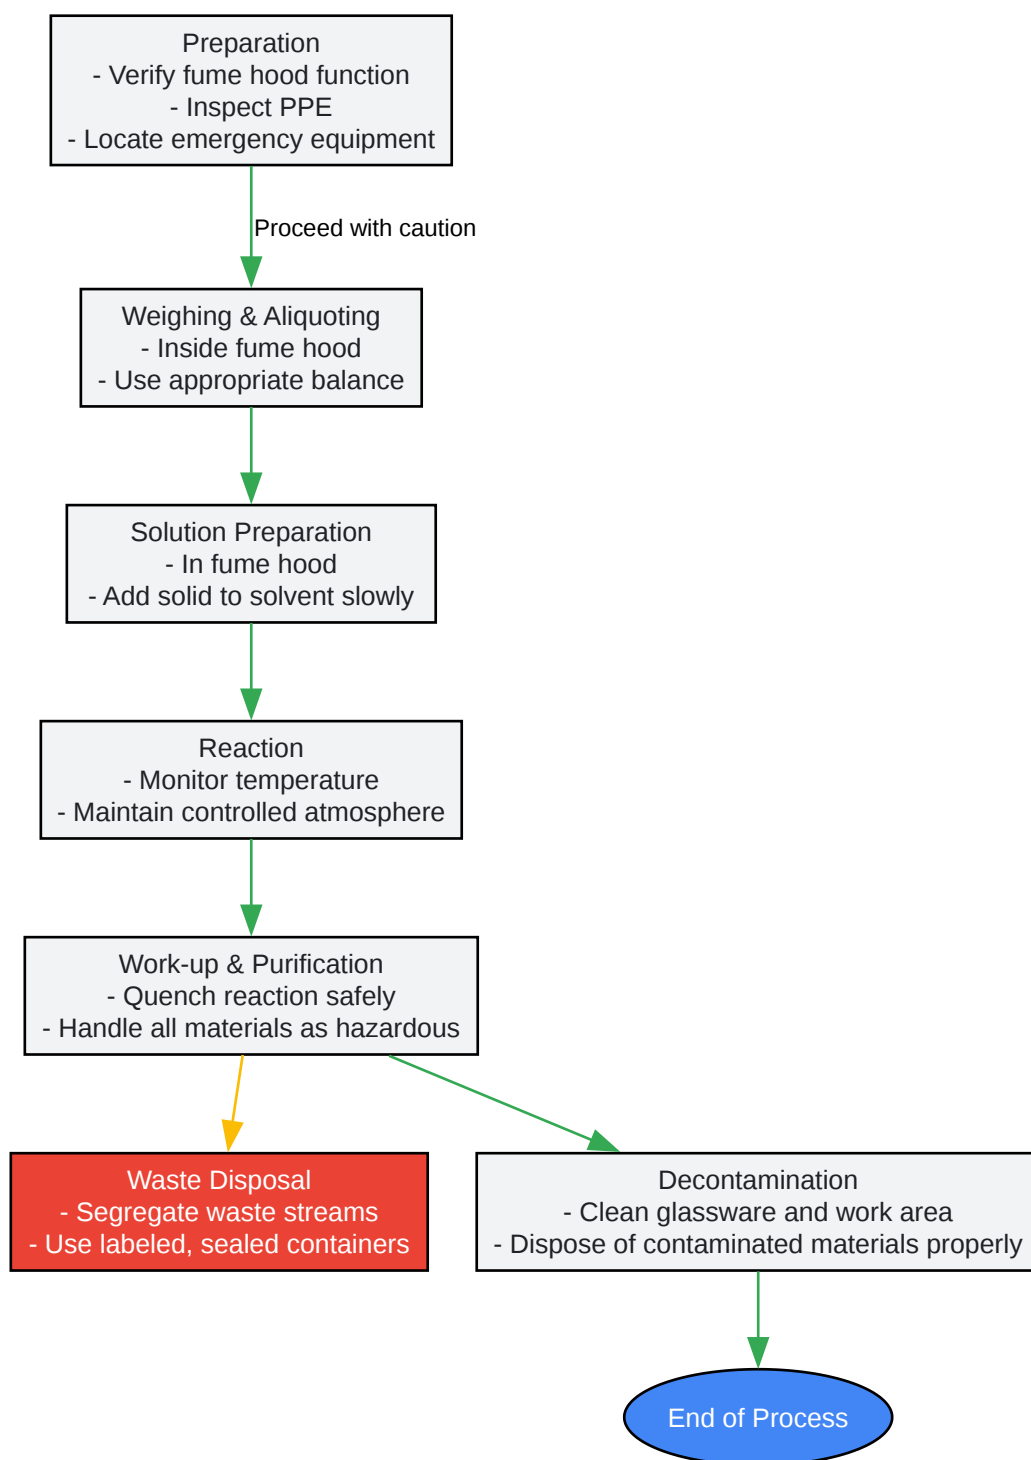 Preparation
- Verify fume hood function
- Inspect PPE
- Locate emergency equipment
Proceed with caution
Weighing & Aliquoting
- Inside fume hood
- Use appropriate balance
Solution Preparation
- In fume hood
- Add solid to solvent slowly
Reaction
- Monitor temperature
- Maintain controlled atmosphere
Work-up & Purification
- Quench reaction safely
- Handle all materials as hazardous
Waste Disposal
- Segregate waste streams
- Use labeled, sealed containers
Decontamination
- Clean glassware and work area
- Dispose of contaminated materials properly
End of Process